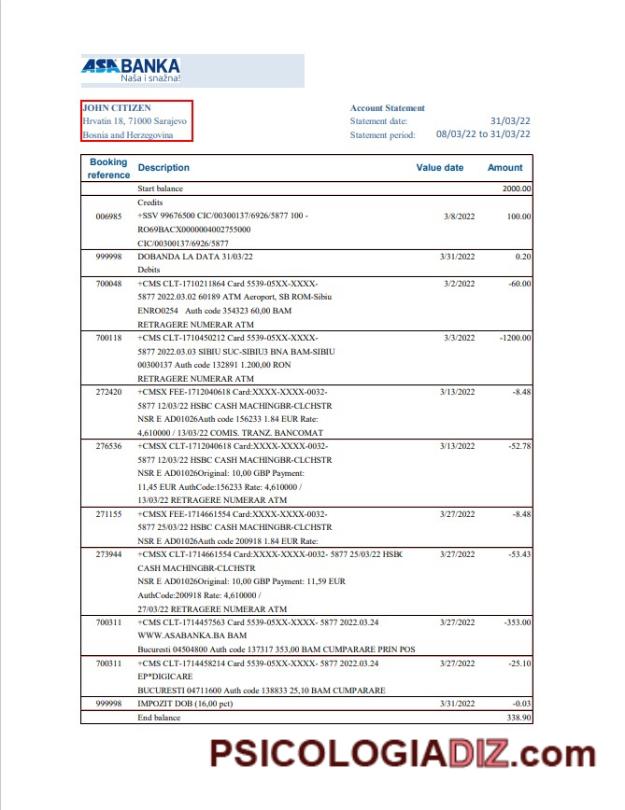 ASA BANKA
Naša i snažna!
JOHN CITIZEN
Hrvatin 18, 71000 Sarajevo
Bosnia and Herzegovina
Account Statement
Statement date: 31/03/22
Statement period: 08/03/22 to 31/03/22
Booking reference Description Value date Amount
Start balance 2000.00
Credits
006985 +SSV 99676500 CIC/00300137/6926/5877 100 - 3/8/2022 100.00
RO69BACX0000004002755000
CIC/00300137/6926/5877
999998 DOBANDA LA DATA 31/03/22 3/31/2022 0.20
Debits
700048 +CMS CLT-1710211864 Card 5539-05XX-XXXX- 3/2/2022 -60.00
5877 2022.03.02 60189 ATM Aeroport, SB ROM-Sibiu
ENRO0254 Auth code 354323 60,00 BAM
RETRAGERE NUMERAR ATM
700118 +CMS CLT-1710450212 Card 5539-05XX-XXXX- 3/3/2022 -1200.00
5877 2022.03.03 SIBIU SUC-SIBIU3 BNA BAM-SIBIU
00300137 Auth code 132891 1.200,00 RON
RETRAGERE NUMERAR ATM
272420 +CMSX FEE-1712040618 Card:XXXX-XXXX-0032- 3/13/2022 -8.48
5877 12/03/22 HSBC CASH MACHINGBR-CLCHSTR
NSR E AD01026Auth code 156233 1.84 EUR Rate:
4,610000 / 13/03/22 COMIS. TRANZ. BANCOMAT
276536 +CMSX CLT-1712040618 Card:XXXX-XXXX-0032- 3/13/2022 -52.78
5877 12/03/22 HSBC CASH MACHINGBR-CLCHSTR
NSR E AD01026Original: 10,00 GBP Payment:
11,45 EUR AuthCode:156233 Rate: 4,610000 /
13/03/22 RETRAGERE NUMERAR ATM
271155 +CMSX FEE-1714661554 Card:XXXX-XXXX-0032- 3/27/2022 -8.48
5877 25/03/22 HSBC CASH MACHINGBR-CLCHSTR
NSR E AD01026Auth code 200918 1.84 EUR Rate:
273944 +CMSX CLT-1714661554 Card:XXXX-XXXX-0032- 5877 25/03/22 HSBC 3/27/2022 -53.43
CASH MACHINGBR-CLCHSTR
NSR E AD01026Original: 10,00 GBP Payment: 11,59 EUR
AuthCode:200918 Rate: 4,610000 /
27/03/22 RETRAGERE NUMERAR ATM
700311 +CMS CLT-1714457563 Card 5539-05XX-XXXX- 5877 2022.03.24 3/27/2022 -353.00
WWW.ASABANKA.BA BAM
Bucuresti 04504800 Auth code 137317 353,00 BAM CUMPARARE PRIN POS
700311 +CMS CLT-1714458214 Card 5539-05XX-XXXX- 5877 2022.03.24 3/27/2022 -25.10
EP*DIGICARE
BUCURESTI 04711600 Auth code 138833 25,10 BAM CUMPARARE
999998 IMPOZIT DOB (16,00 pct) 3/31/2022 -0.03
End balance 338.90
PSICOLOGIADIZ.com